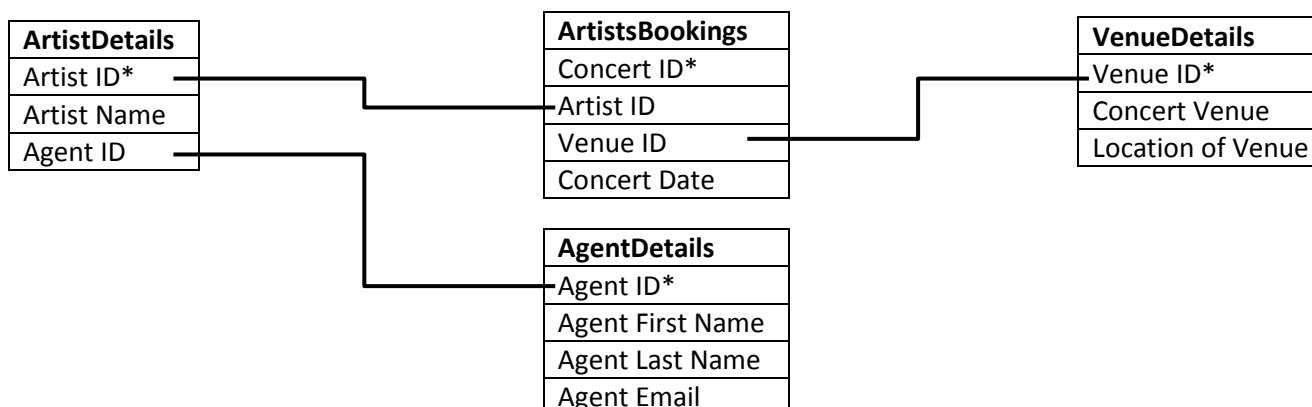 ArtistDetails
Artist ID*
Artist Name
Agent ID
ArtistsBookings
Concert ID*
Artist ID
Venue ID
Concert Date
VenueDetails
Venue ID*
Concert Venue
Location of Venue
AgentDetails
Agent ID*
Agent First Name
Agent Last Name
Agent Email